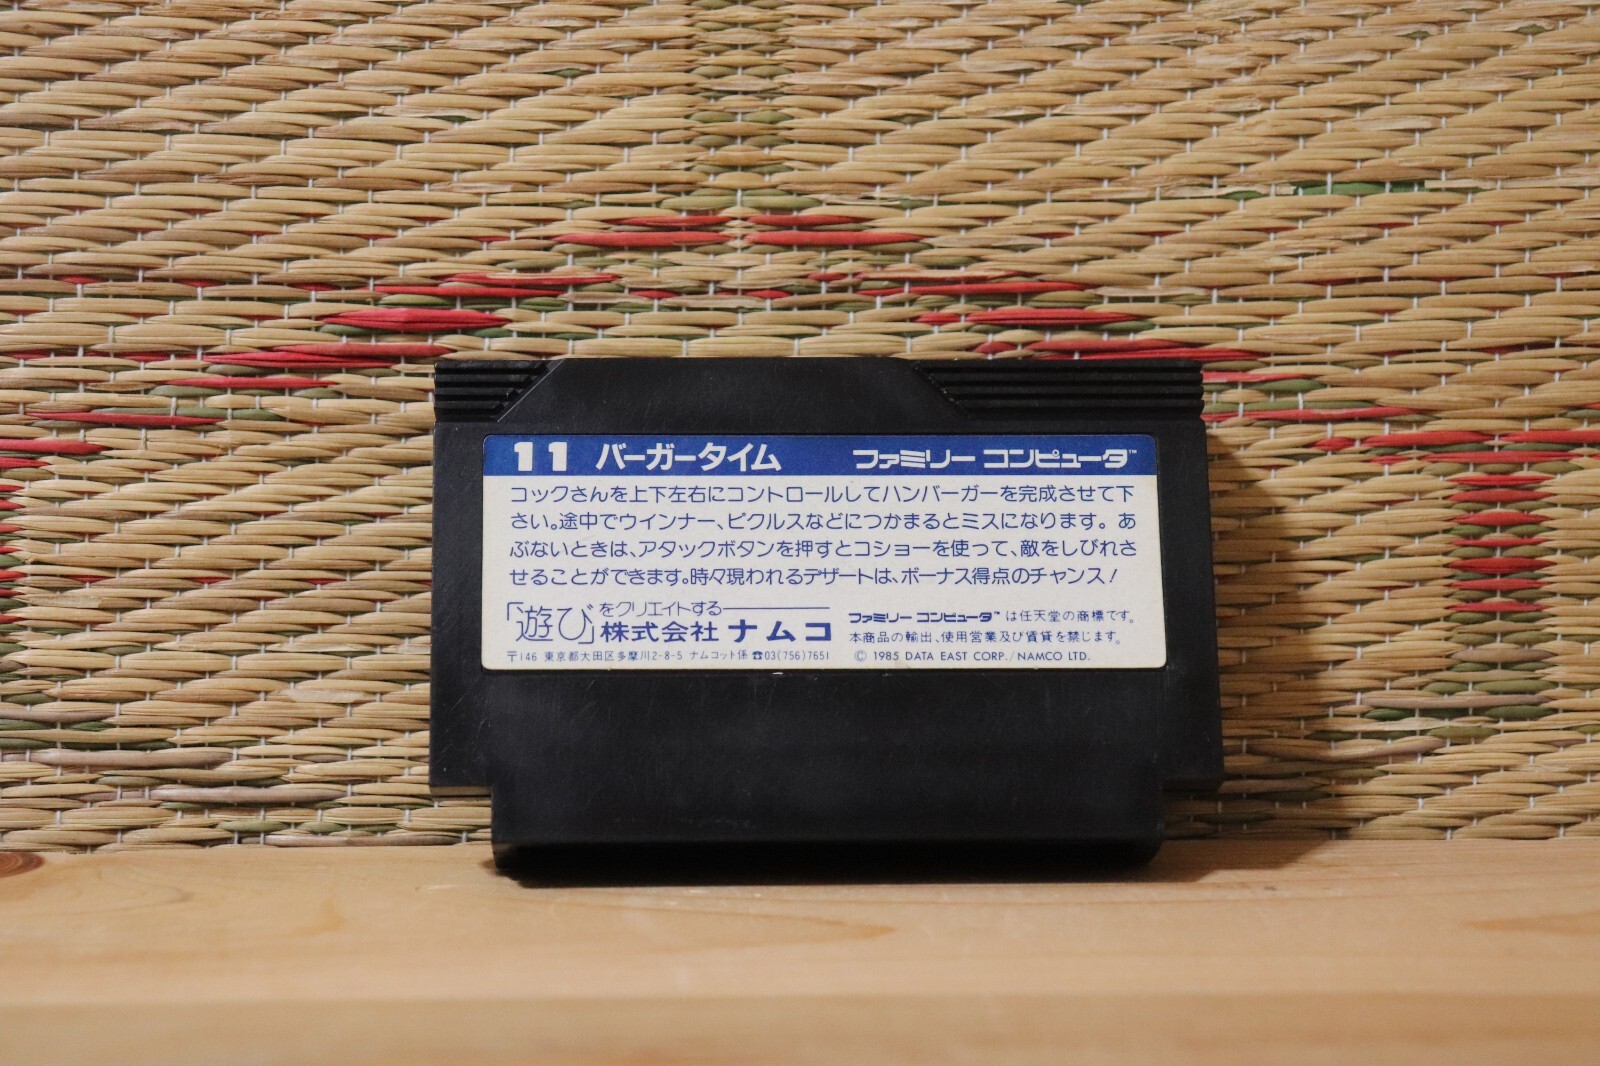 11 バーガータイム ファミリー コンピュータ™
コックさんを上下左右にコントロールしてハンバーガーを完成させて下
さい。途中でウインナー、ピクルスなどにつかまるとミスになります。あ
ぶないときは、アタックボタンを押すとコショーを使って、敵をしびれさ
せることができます。時々現われるデザートは、ボーナス得点のチャンス!
「遊び」をクリエイトする
株式会社 ナムコ
〒146 東京都大田区多摩川2-8-5 ナムコット係 ☎03(756)7651
ファミリー コンピュータ™ は任天堂の商標です。
本商品の輸出、使用営業及び賃貸を禁じます。
© 1985 DATA EAST CORP./NAMCO LTD.